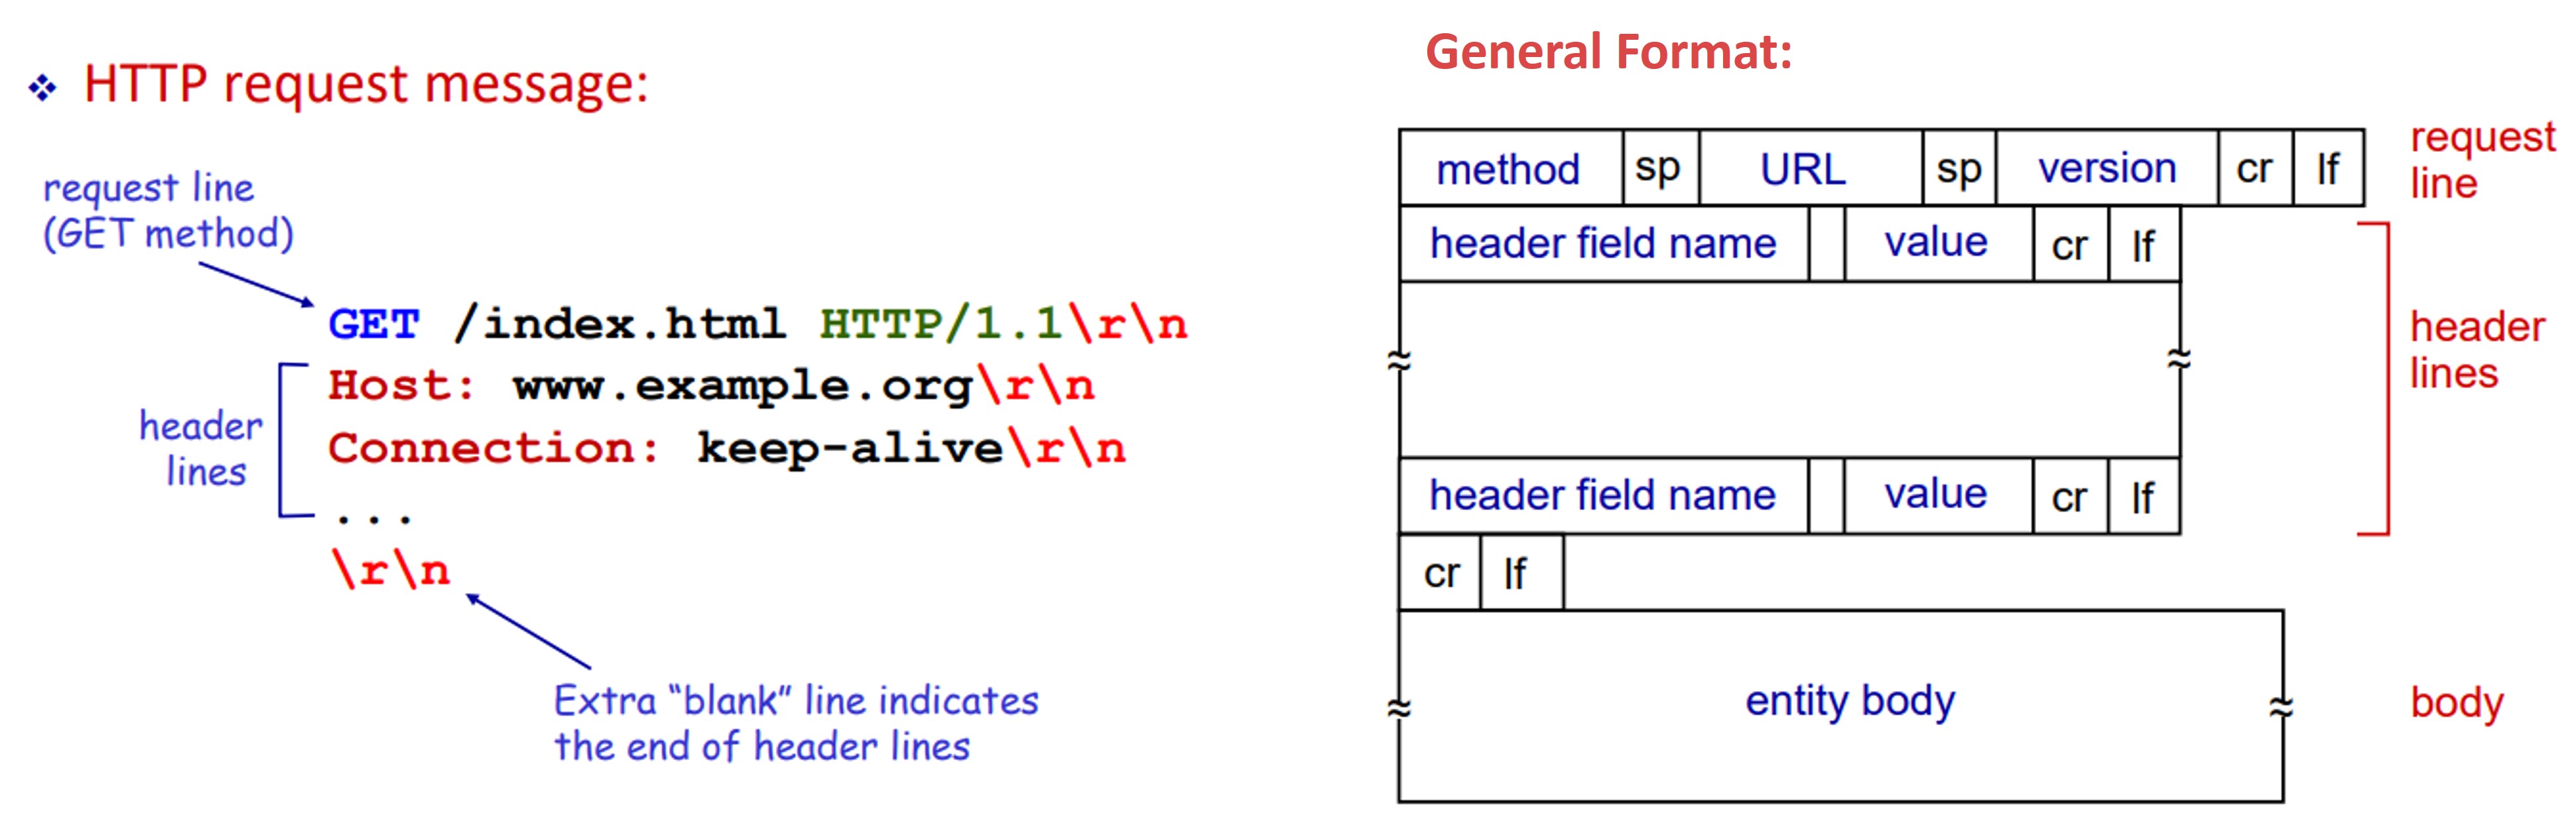 ❖ HTTP request message:
request line
(GET method)
GET /index.html HTTP/1.1\r\n
header
lines
Host: www.example.org\r\n
Connection: keep-alive\r\n
...
\r\n
Extra “blank” line indicates
the end of header lines
General Format:
method sp URL sp version cr lf
request
line
header field name value cr lf
header
lines
header field name value cr lf
cr lf
entity body
body